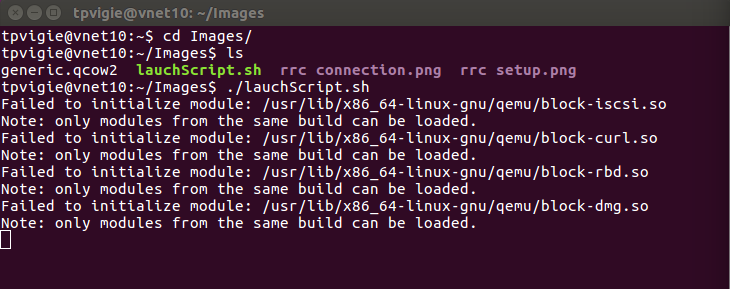 tpvigie@vnet10: ~/Images
tpvigie@vnet10:~$ cd Images/
tpvigie@vnet10:~/Images$ ls
generic.qcow2  lauchScript.sh  rrc connection.png  rrc setup.png
tpvigie@vnet10:~/Images$ ./lauchScript.sh
Failed to initialize module: /usr/lib/x86_64-linux-gnu/qemu/block-iscsi.so
Note: only modules from the same build can be loaded.
Failed to initialize module: /usr/lib/x86_64-linux-gnu/qemu/block-curl.so
Note: only modules from the same build can be loaded.
Failed to initialize module: /usr/lib/x86_64-linux-gnu/qemu/block-rbd.so
Note: only modules from the same build can be loaded.
Failed to initialize module: /usr/lib/x86_64-linux-gnu/qemu/block-dmg.so
Note: only modules from the same build can be loaded.